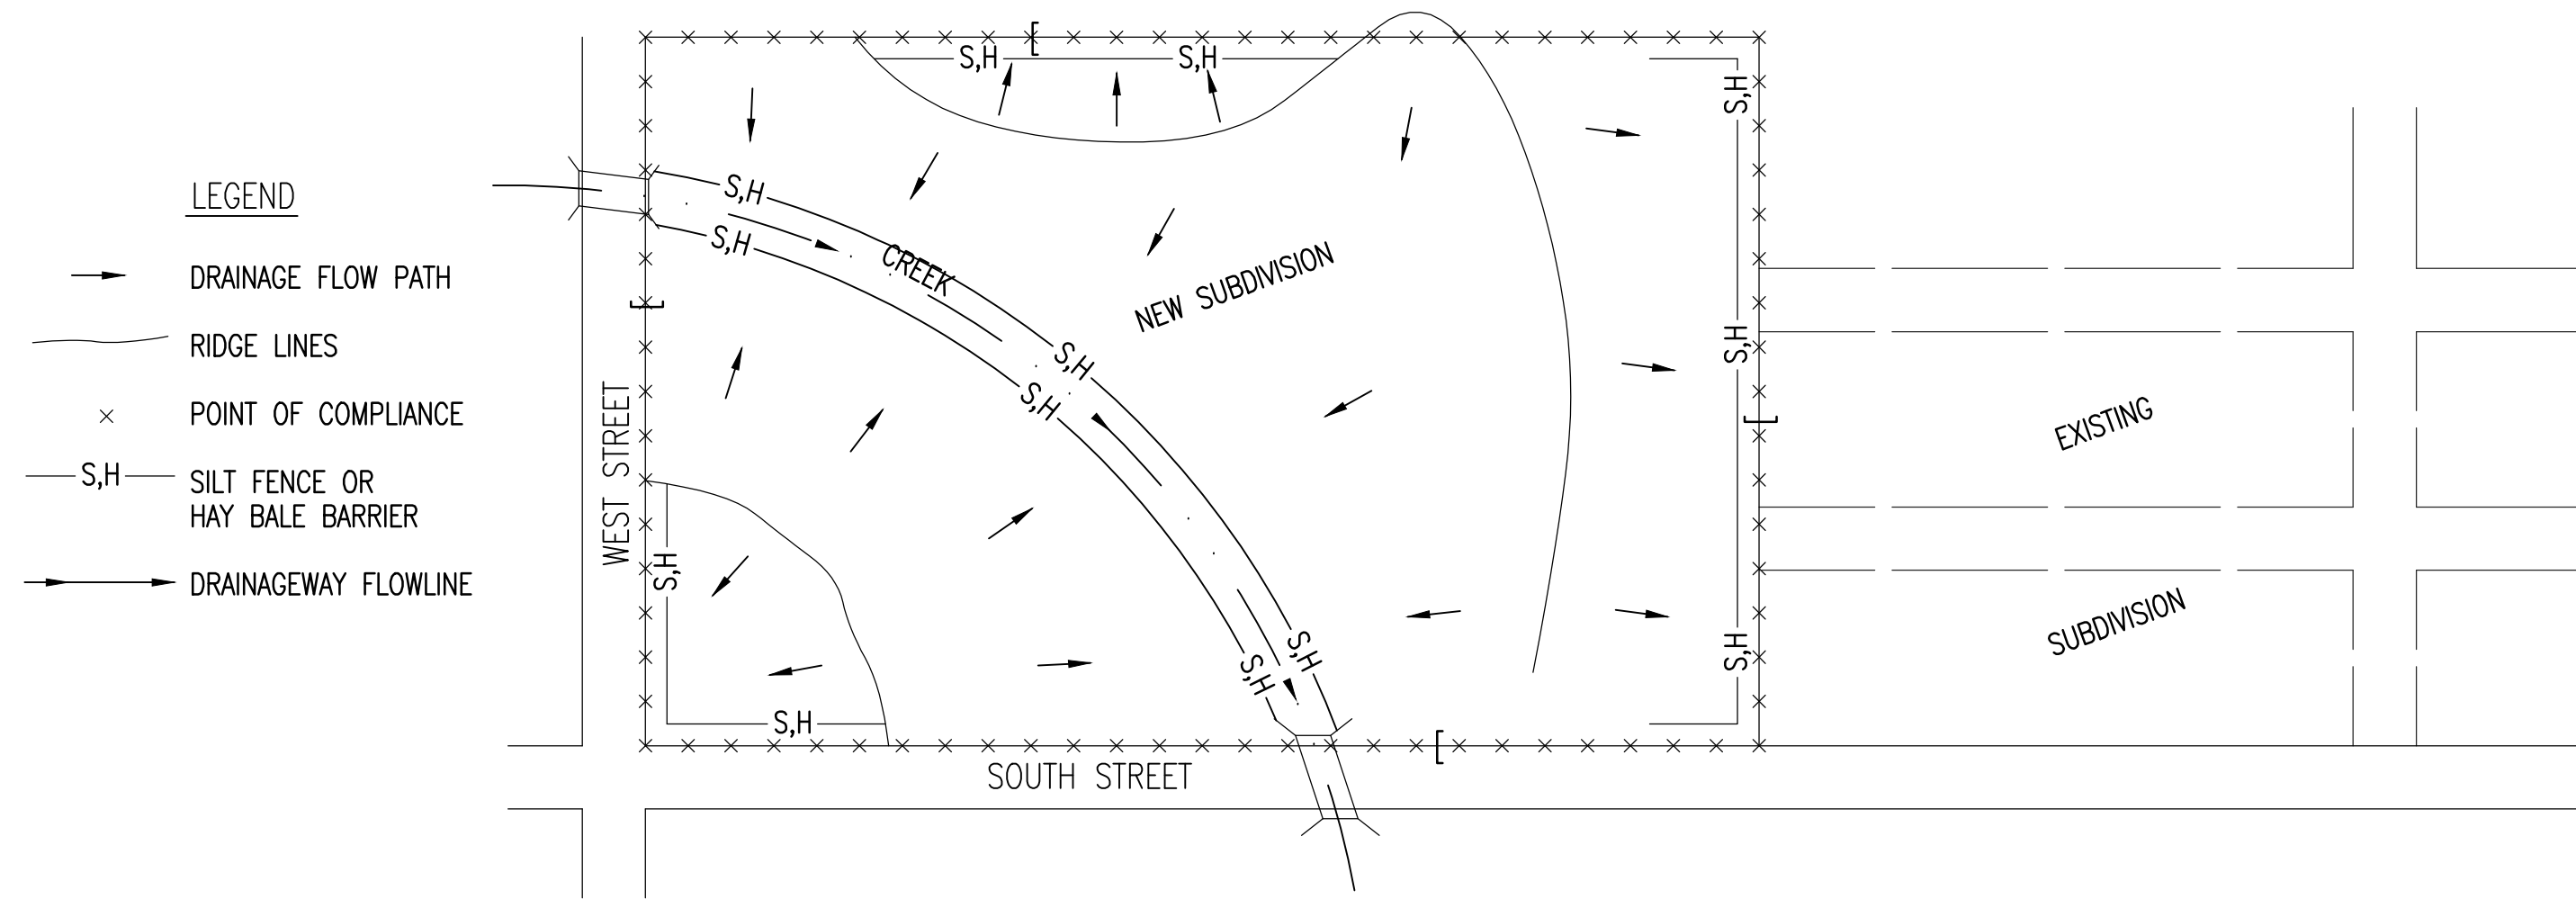 LEGEND
DRAINAGE FLOW PATH
RIDGE LINES
POINT OF COMPLIANCE
S,H
SILT FENCE OR
HAY BALE BARRIER
DRAINAGEWAY FLOWLINE
S,H
S,H
S,H
S,H
S,H
CREEK
NEW SUBDIVISION
S,H
S,H
S,H
WEST STREET
EXISTING
S,H
S,H
S,H
S,H
SUBDIVISION
S,H
SOUTH STREET